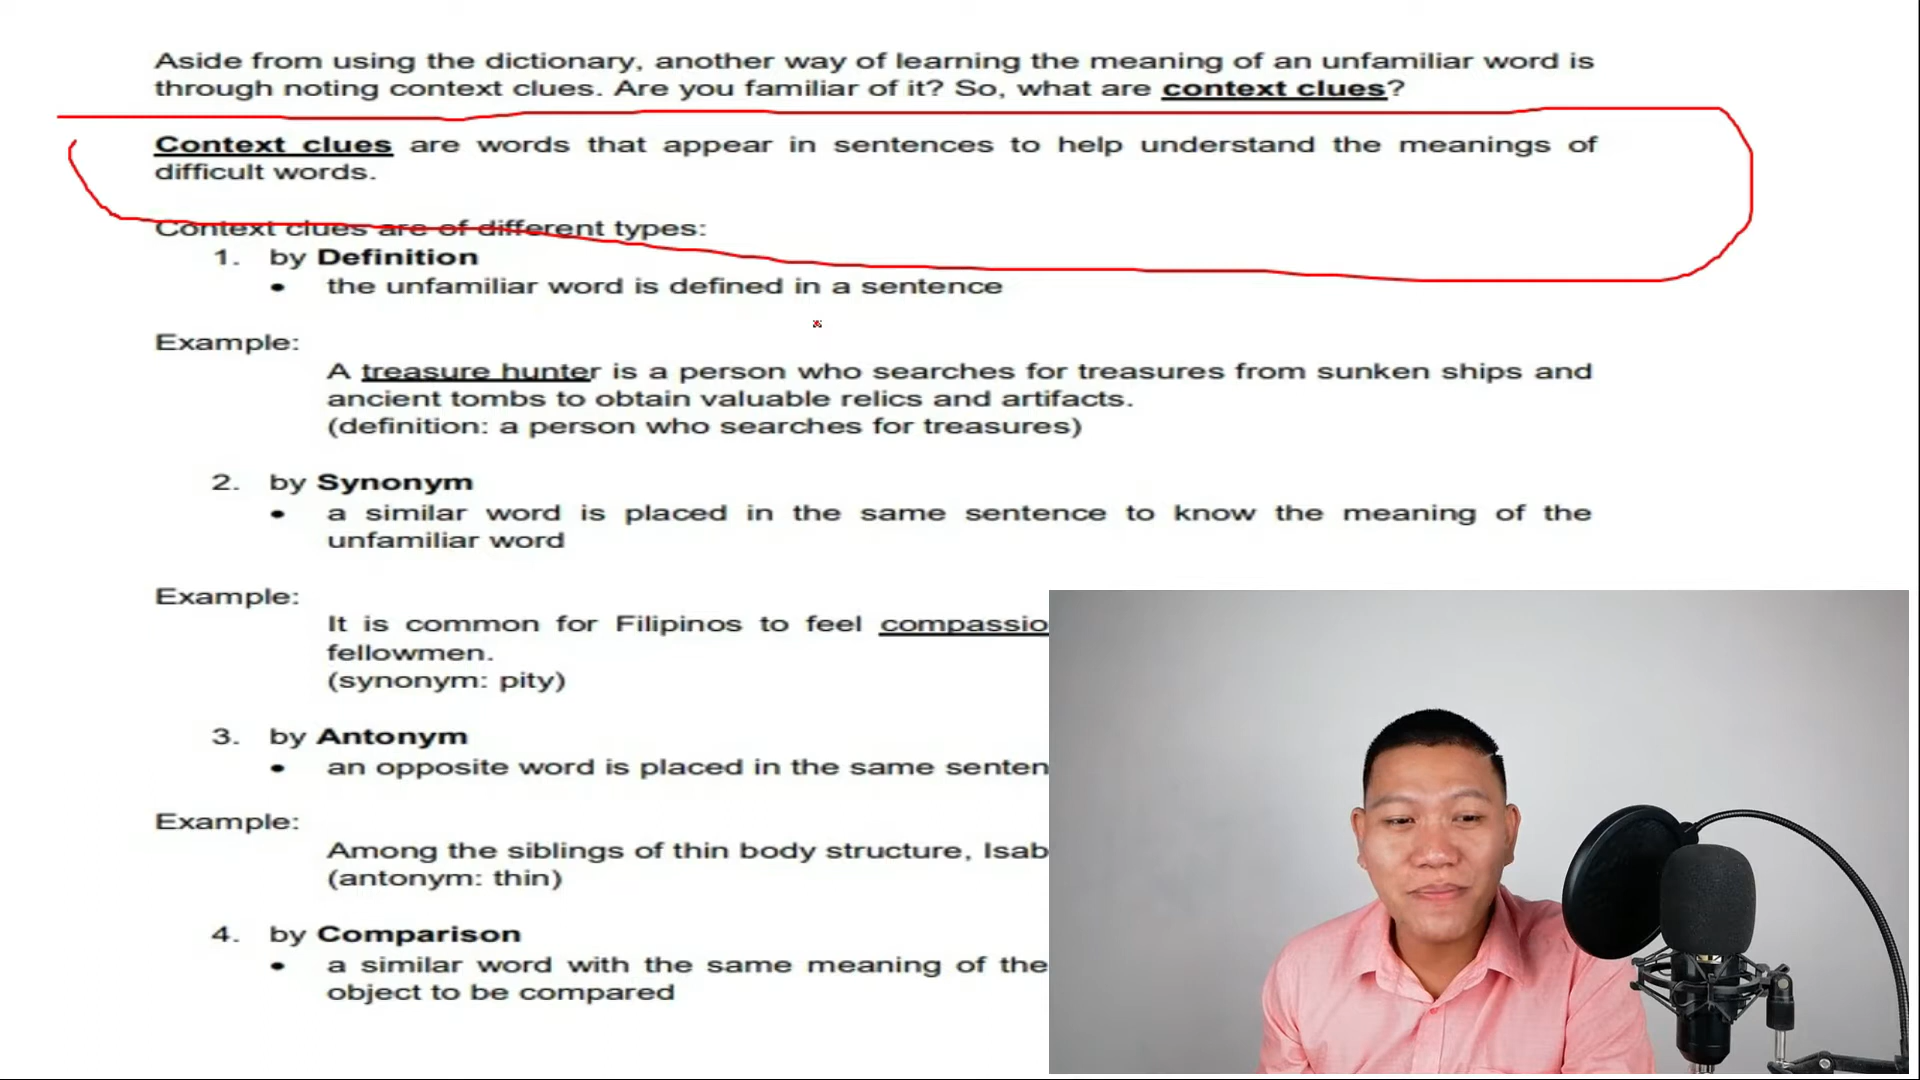 Aside from using the dictionary, another way of learning the meaning of an unfamiliar word is
through noting context clues. Are you familiar of it? So, what are context clues?
Context clues are words that appear in sentences to help understand the meanings of
difficult words.
Context clues are of different types:
1. by Definition
• the unfamiliar word is defined in a sentence
Example:
A treasure hunter is a person who searches for treasures from sunken ships and
ancient tombs to obtain valuable relics and artifacts.
(definition: a person who searches for treasures)
2. by Synonym
• a similar word is placed in the same sentence to know the meaning of the
unfamiliar word
Example:
It is common for Filipinos to feel
fellowmen.
(synonym: pity)
3. by Antonym
• an opposite word is placed in the same
Example:
Among the siblings of thin body structure,
(antonym: thin)
4. by Comparison
• a similar word with the same meaning of the
object to be compared